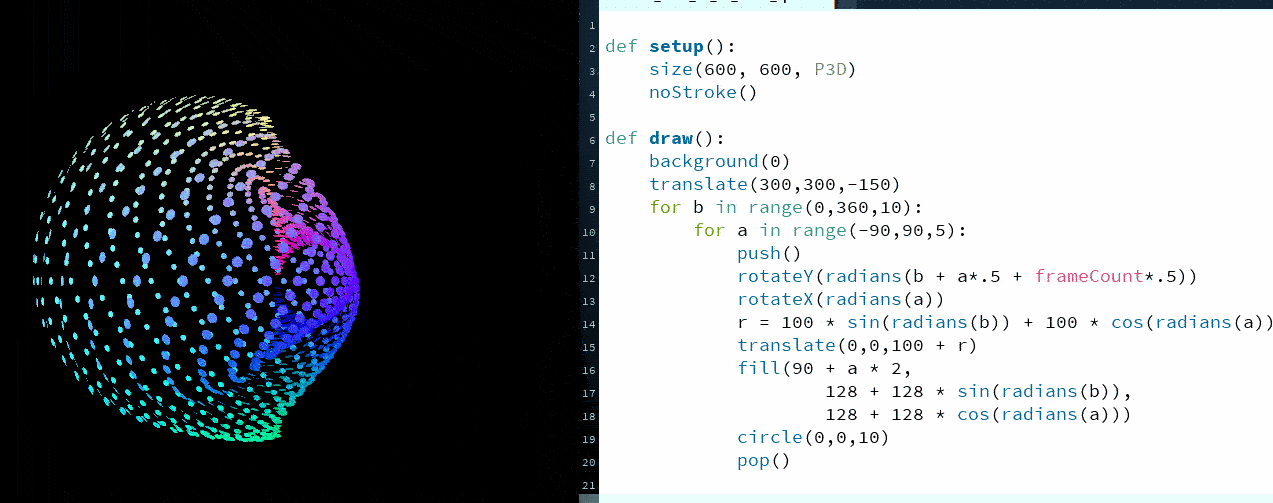 1
2 def setup():
3     size(600, 600, P3D)
4     noStroke()
5
6 def draw():
7     background(0)
8     translate(300,300,-150)
9     for b in range(0,360,10):
10         for a in range(-90,90,5):
11             push()
12             rotateY(radians(b + a*.5 + frameCount*.5))
13             rotateX(radians(a))
14             r = 100 * sin(radians(b)) + 100 * cos(radians(a))
15             translate(0,0,100 + r)
16             fill(90 + a * 2,
17                     128 + 128 * sin(radians(b)),
18                     128 + 128 * cos(radians(a)))
19             circle(0,0,10)
20             pop()
21